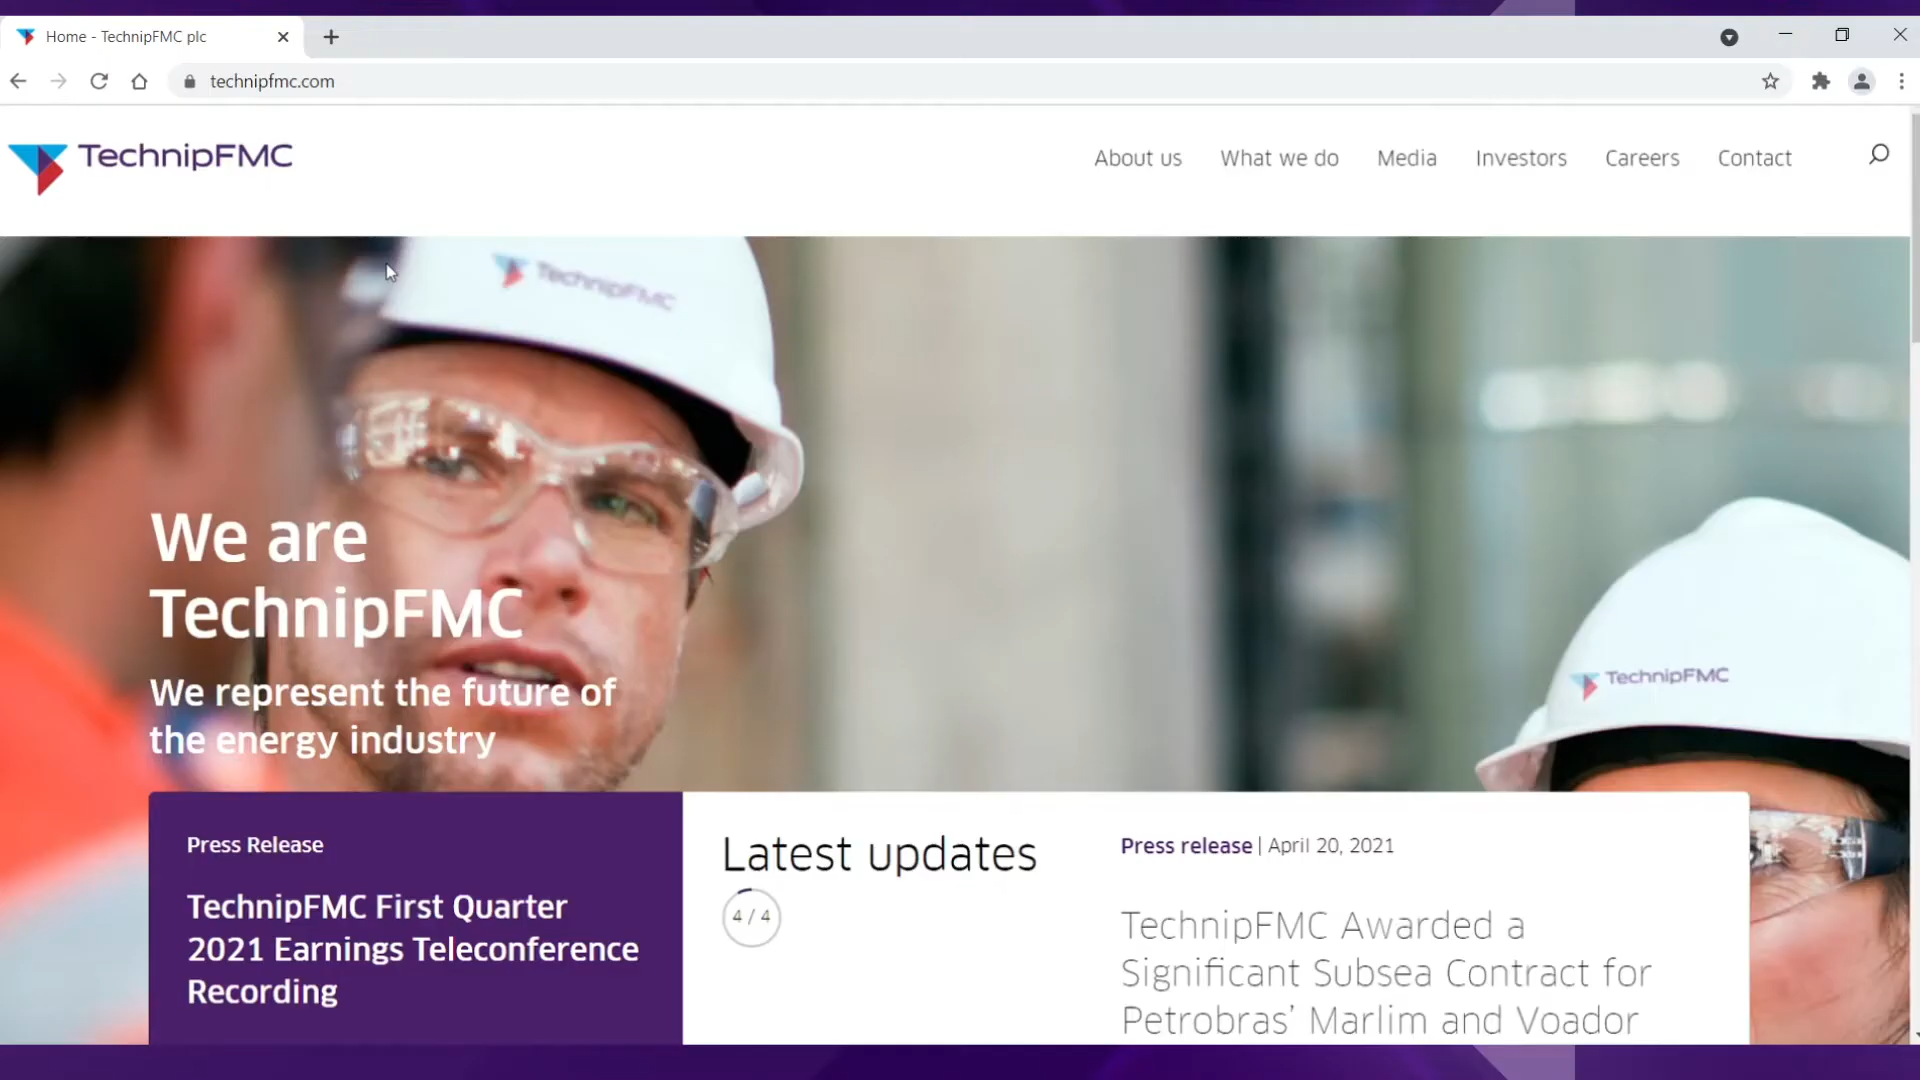 Home - TechnipFMC plc
technipfmc.com
TechnipFMC
About us
What we do
Media
Investors
Careers
Contact
TechnipFMC
We are
TechnipFMC
We represent the future of
the energy industry
TechnipFMC
Press Release
TechnipFMC First Quarter
2021 Earnings Teleconference
Recording
Latest updates
4 / 4
Press release | April 20, 2021
TechnipFMC Awarded a
Significant Subsea Contract for
Petrobras’ Marlim and Voador